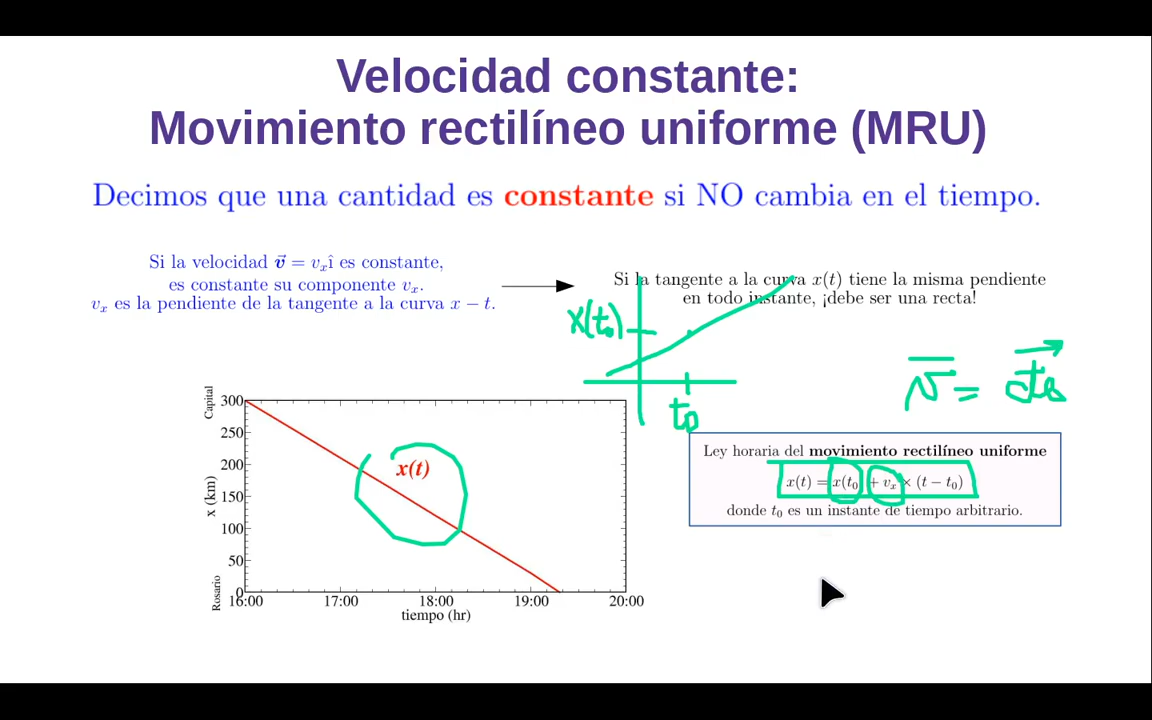 Velocidad constante:
Movimiento rectilíneo uniforme (MRU)
Decimos que una cantidad es constante si NO cambia en el tiempo.
Si la velocidad v⃗ = vₓî es constante,
es constante su componente vₓ.
vₓ es la pendiente de la tangente a la curva x − t.
Si la tangente a la curva x(t) tiene la misma pendiente
en todo instante, ¡debe ser una recta!
x(t₀)
t₀
v̅ =
Ley horaria del movimiento rectilíneo uniforme
x(t) = x(t₀) + vₓ × (t − t₀)
donde t₀ es un instante de tiempo arbitrario.
Capital
Rosario
x (km)
300
250
200
150
100
50
0
x(t)
16:00 17:00 18:00 19:00 20:00
tiempo (hr)